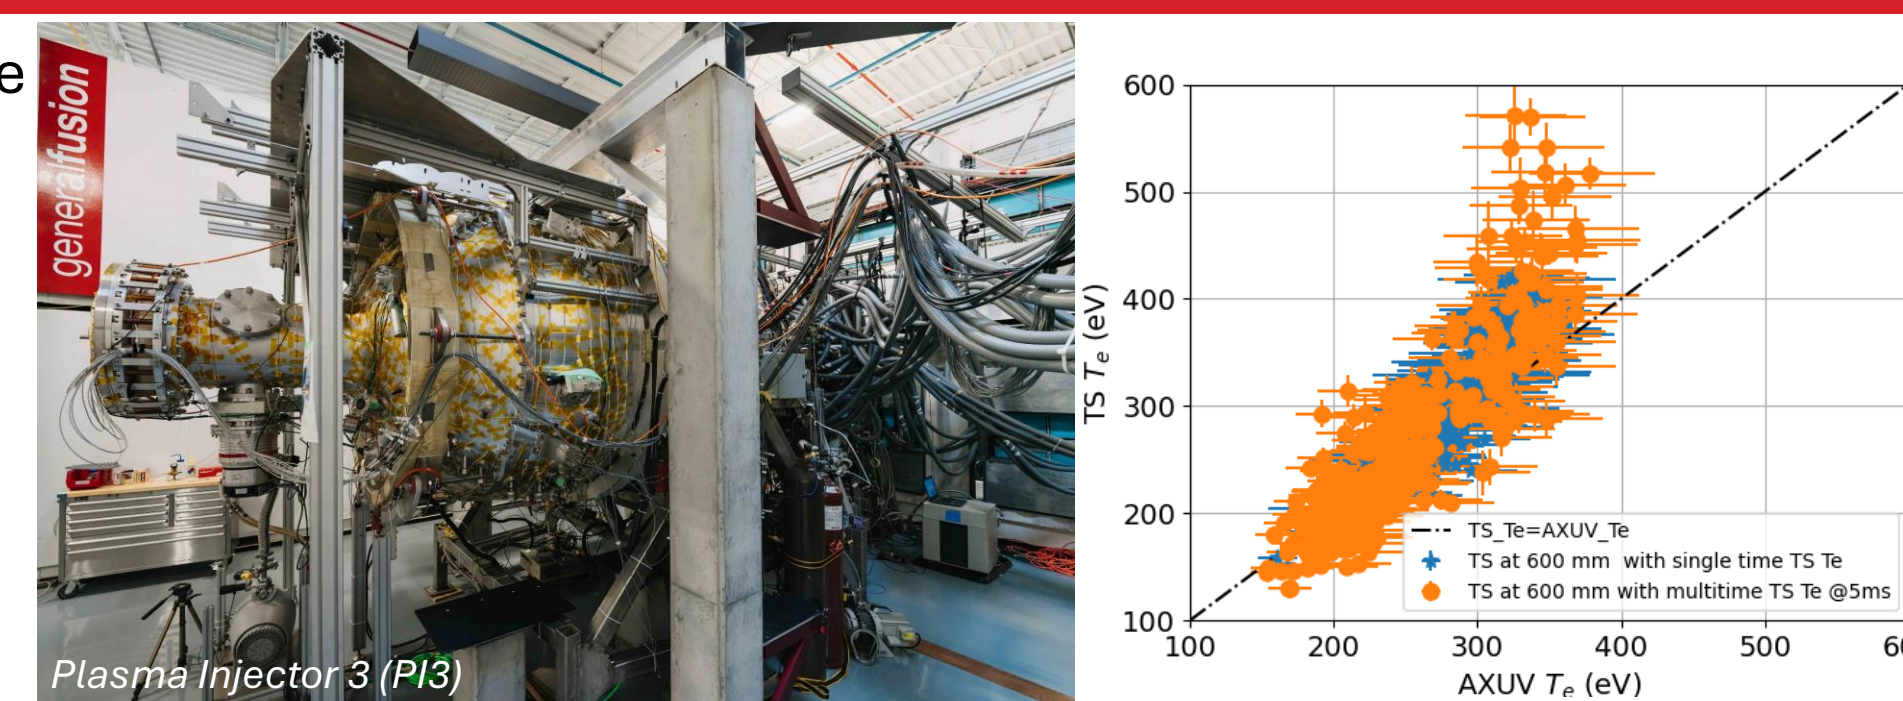 e
generalfusion
Plasma Injector 3 (PI3)
600
500
400
300
200
100
TS Te (eV)
TS_Te=AXUV_Te
TS at 600 mm with single time TS Te
TS at 600 mm with multitime TS Te @5ms
100 200 300 400 500
AXUV Te (eV)